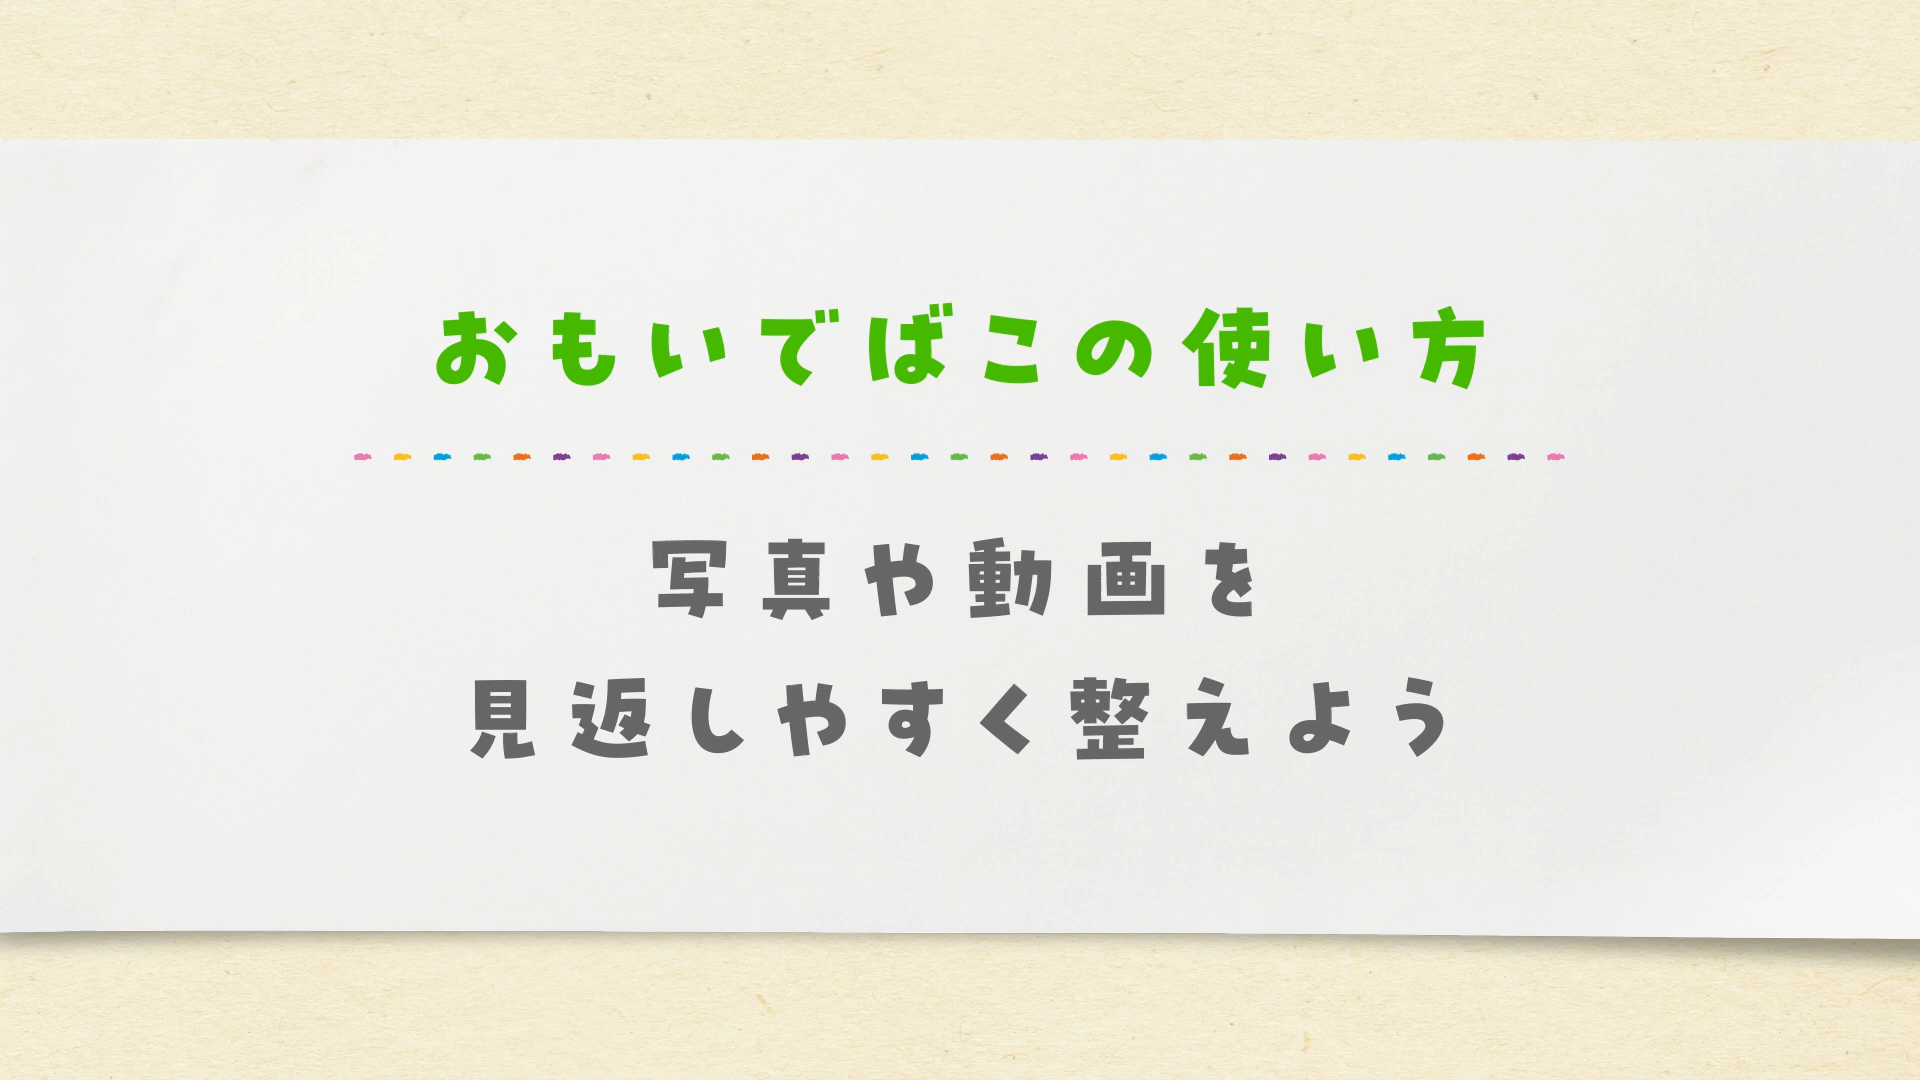 おもいでばこの使い方
写真や動画を
見返しやすく整えよう